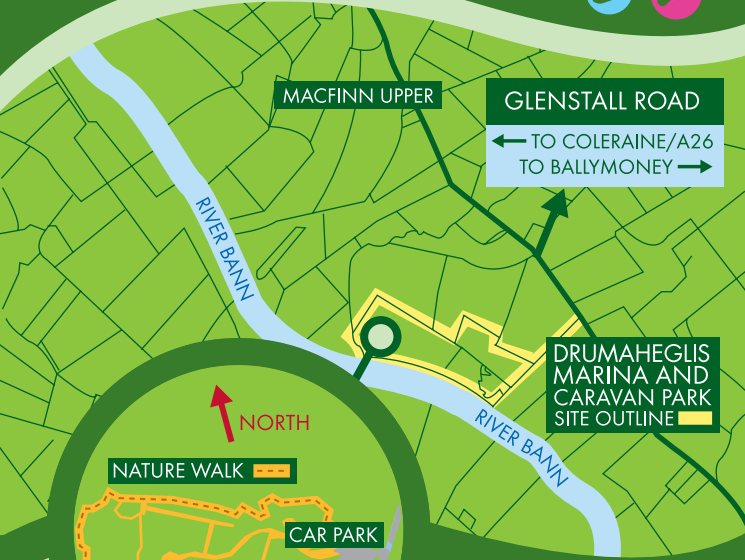 MACFINN UPPER
GLENSTALL ROAD
TO COLERAINE/A26
TO BALLYMONEY
RIVER BANN
DRUMAHEGLIS
MARINA AND
CARAVAN PARK
SITE OUTLINE
RIVER BANN
NORTH
NATURE WALK
CAR PARK